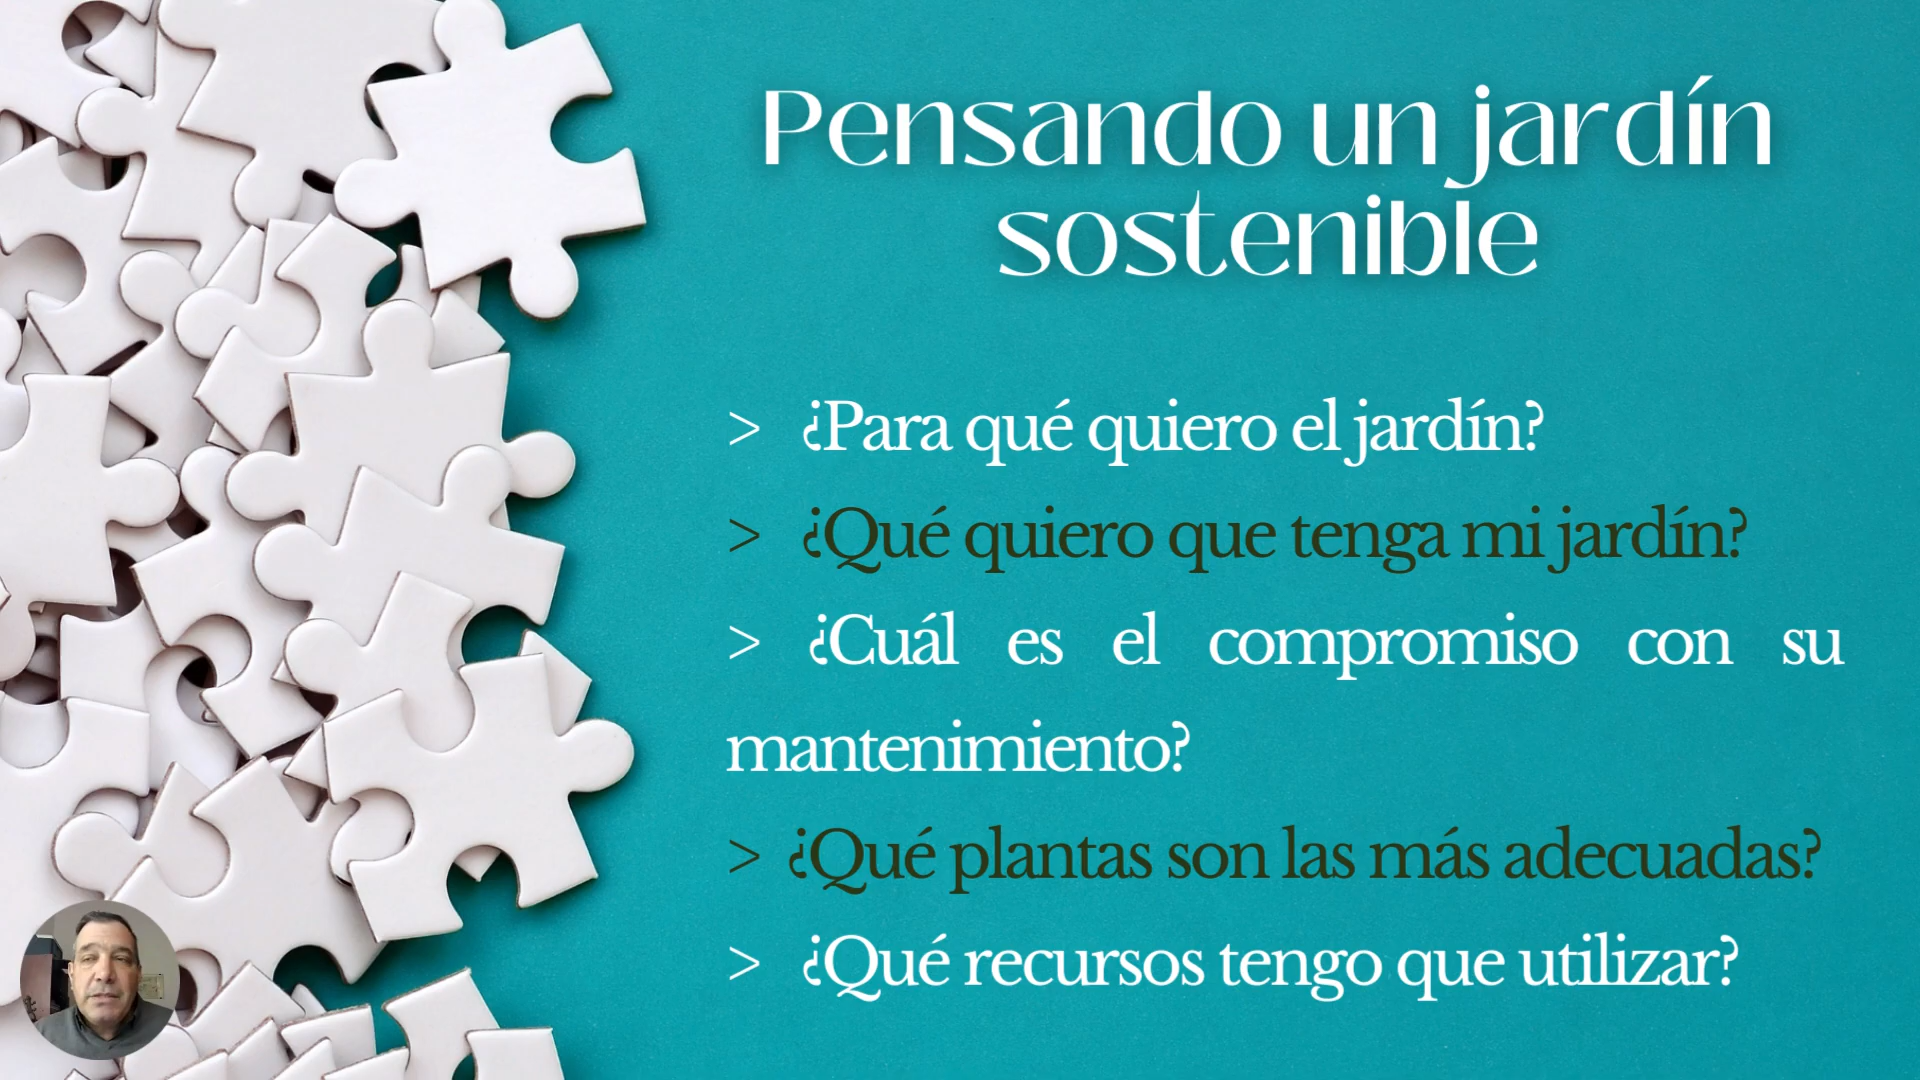 Pensando un jardín
sostenible
> ¿Para qué quiero el jardín?
> ¿Qué quiero que tenga mi jardín?
> ¿Cuál es el compromiso con su
mantenimiento?
> ¿Qué plantas son las más adecuadas?
> ¿Qué recursos tengo que utilizar?